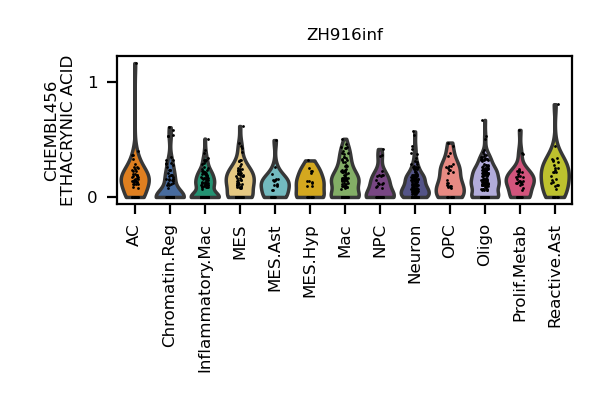 ZH916inf
CHEMBL456
ETHACRYNIC ACID
1
0
AC
Chromatin.Reg
Inflammatory.Mac
MES
MES.Ast
MES.Hyp
Mac
NPC
Neuron
OPC
Oligo
Prolif.Metab
Reactive.Ast